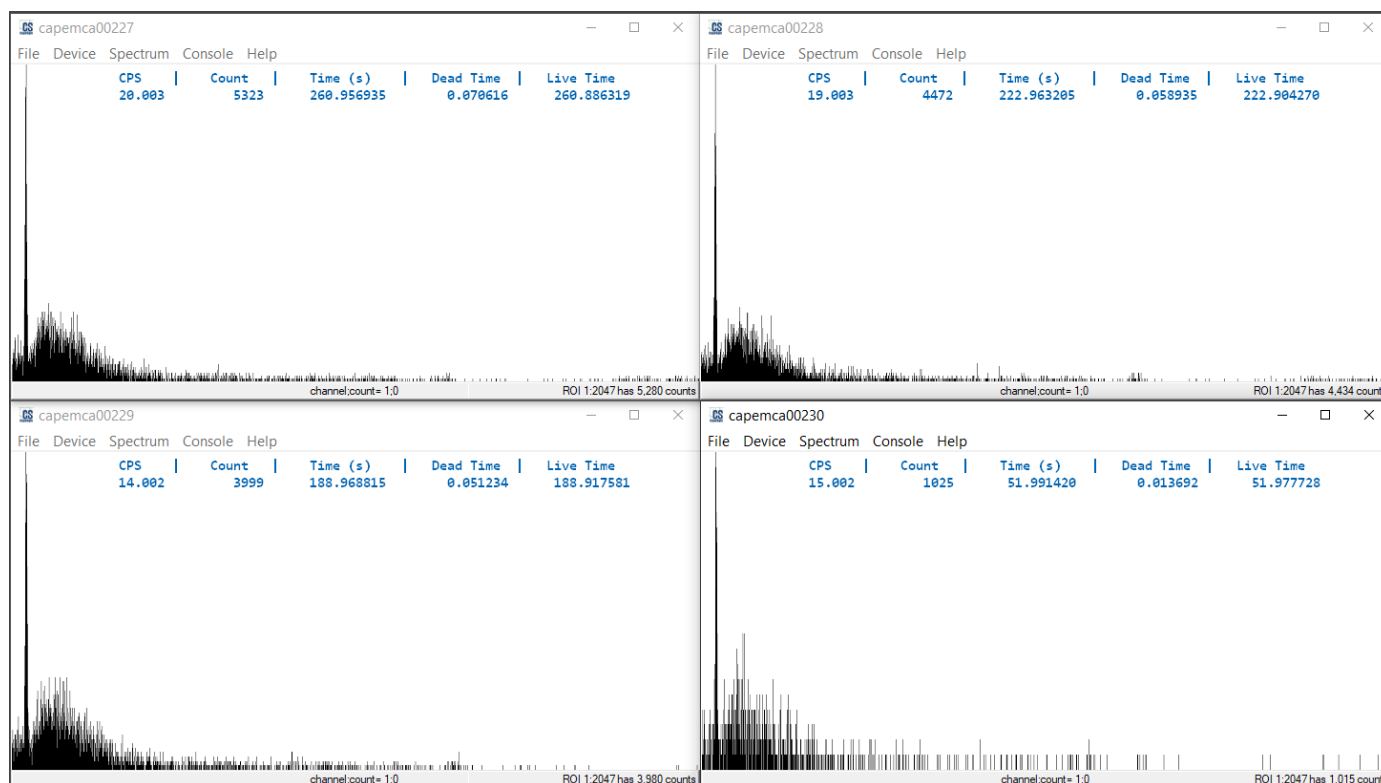 capemca00227
File Device Spectrum Console Help
CPS | Count | Time (s) | Dead Time | Live Time
20.003 5323 260.956935 0.070616 260.886319
channel;count= 1;0 ROI 1:2047 has 5,280 counts
capemca00228
File Device Spectrum Console Help
CPS | Count | Time (s) | Dead Time | Live Time
19.003 4472 222.963205 0.058935 222.904270
channel;count= 1;0 ROI 1:2047 has 4,434 count
capemca00229
File Device Spectrum Console Help
CPS | Count | Time (s) | Dead Time | Live Time
14.002 3999 188.968815 0.051234 188.917581
channel;count= 1;0 ROI 1:2047 has 3,980 counts
capemca00230
File Device Spectrum Console Help
CPS | Count | Time (s) | Dead Time | Live Time
15.002 1025 51.991420 0.013692 51.977728
channel;count= 1;0 ROI 1:2047 has 1,015 count